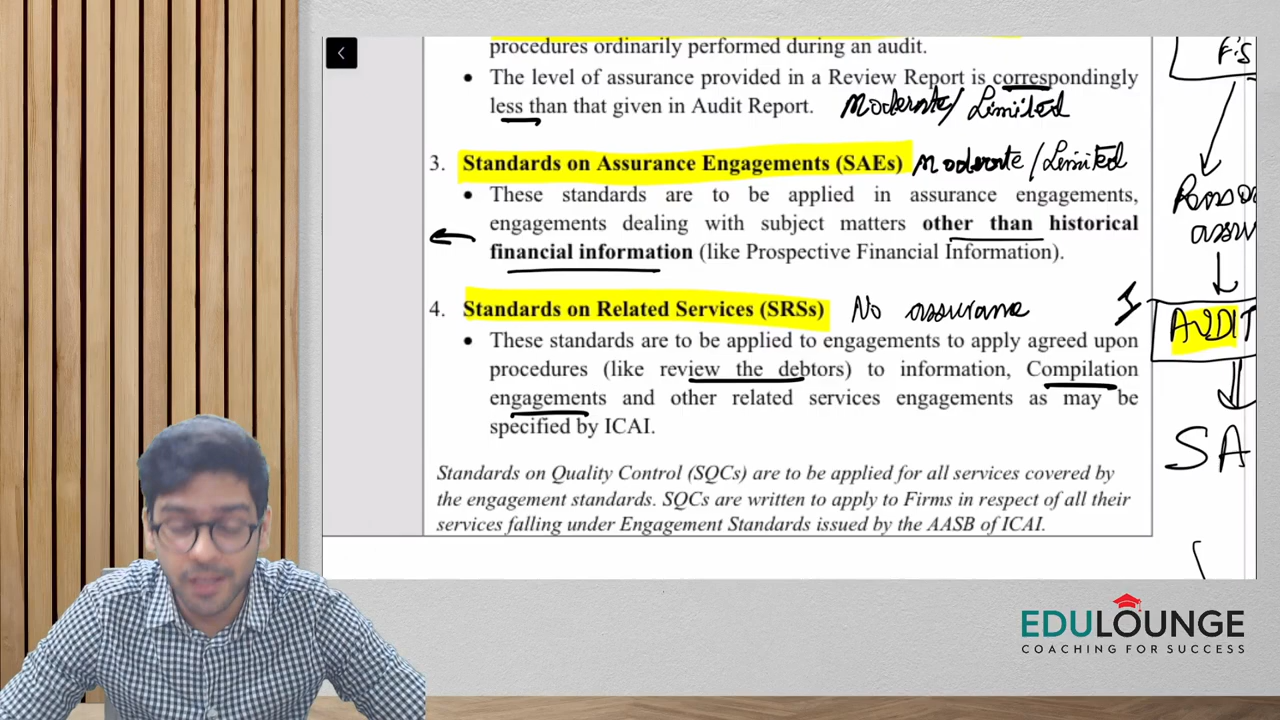 procedures ordinarily performed during an audit.
F.S
• The level of assurance provided in a Review Report is correspondingly
less than that given in Audit Report. Moderate/ Limited
3. Standards on Assurance Engagements (SAEs) Moderate/Limited
• These standards are to be applied in assurance engagements,
engagements dealing with subject matters other than historical
financial information (like Prospective Financial Information).
4. Standards on Related Services (SRSs) No assurance
AUDIT
• These standards are to be applied to engagements to apply agreed upon
procedures (like review the debtors) to information, Compilation
engagements and other related services engagements as may be
specified by ICAI.
SA
Standards on Quality Control (SQCs) are to be applied for all services covered by
the engagement standards. SQCs are written to apply to Firms in respect of all their
services falling under Engagement Standards issued by the AASB of ICAI.
EDULOUNGE
COACHING FOR SUCCESS